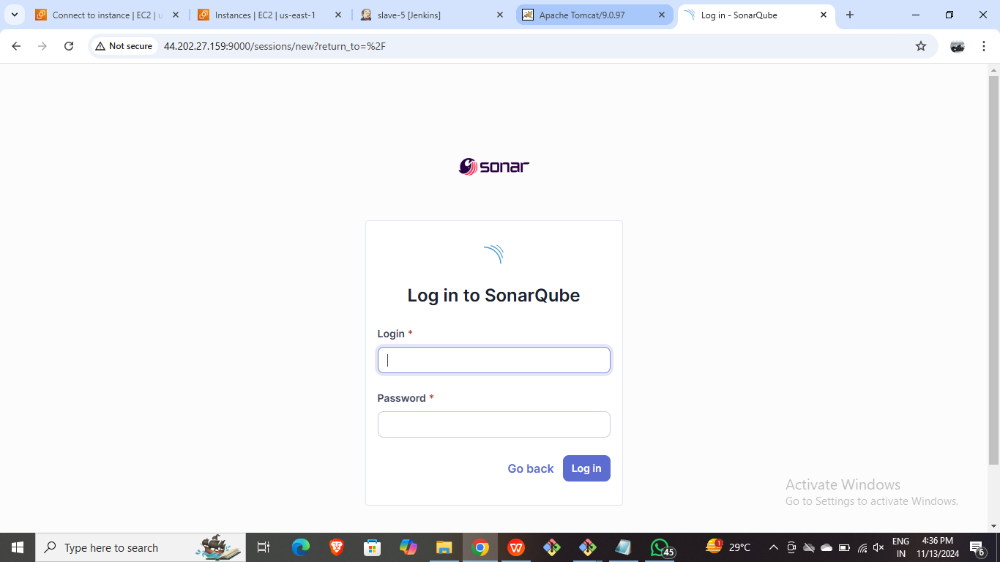 Connect to instance | EC2 | u
Instances | EC2 | us-east-1
slave-5 [Jenkins]
Apache Tomcat/9.0.97
Log in - SonarQube
Not secure
44.202.27.159:9000/sessions/new?return_to=%2F
sonar
Log in to SonarQube
Login *
Password *
Go back
Log in
Activate Windows
Go to Settings to activate Windows.
Type here to search
45
1
29°C
ENG
IN
4:36 PM
11/13/2024
6